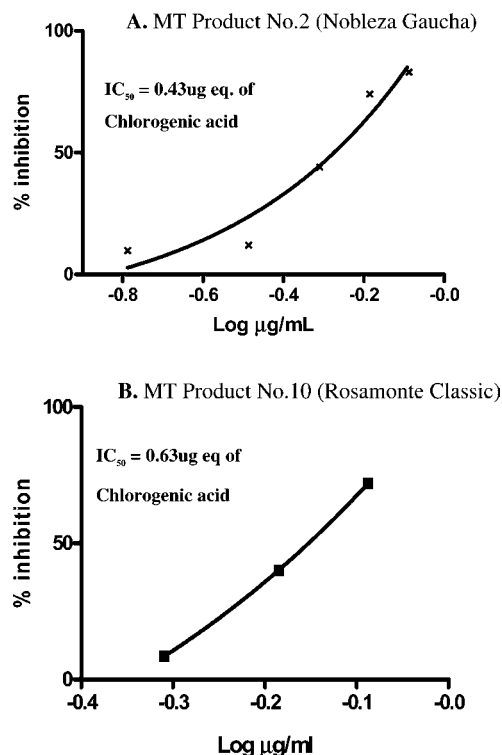 A. MT Product No.2 (Nobleza Gaucha)
100
IC50 = 0.43ug eq. of
Chlorogenic acid
% inhibition
50
0
-0.8 -0.6 -0.4 -0.2 -0.0
Log µg/mL
B. MT Product No.10 (Rosamonte Classic)
100
IC50 = 0.63ug eq of
Chlorogenic acid
% inhibition
50
0
-0.4 -0.3 -0.2 -0.1 -0.0
Log µg/ml